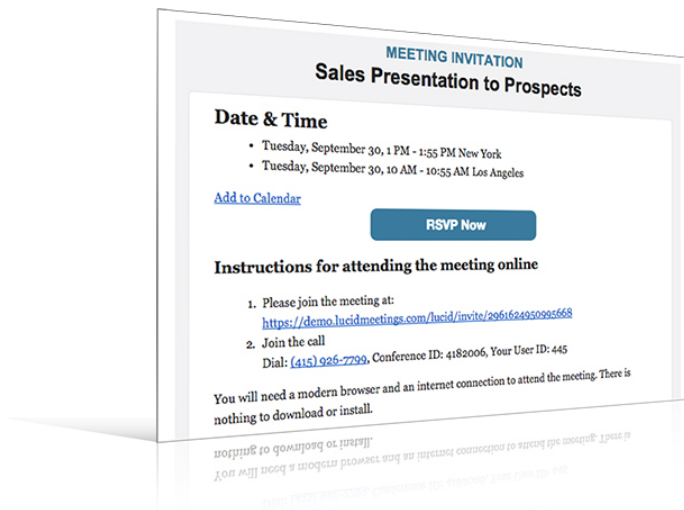 MEETING INVITATION
Sales Presentation to Prospects
Date & Time
• Tuesday, September 30, 1 PM - 1:55 PM New York
• Tuesday, September 30, 10 AM - 10:55 AM Los Angeles
Add to Calendar
RSVP Now
Instructions for attending the meeting online
1. Please join the meeting at:
https://demo.lucidmeetings.com/lucid/invite/2961624950995668
2. Join the call
Dial: (415) 926-7799, Conference ID: 4182006, Your User ID: 445
You will need a modern browser and an internet connection to attend the meeting. There is
nothing to download or install.